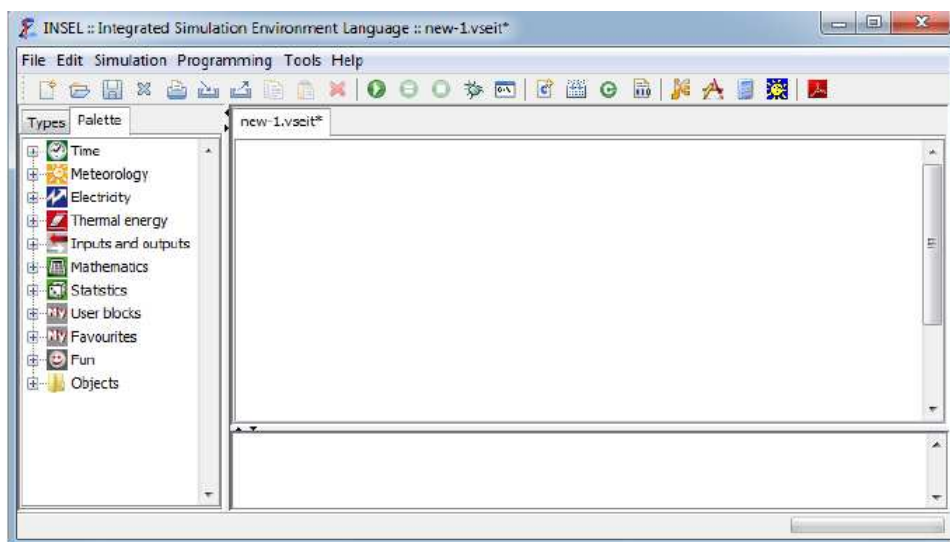 INSEL :: Integrated Simulation Environment Language :: new-1.vseit*
File Edit Simulation Programming Tools Help
Types Palette
new-1.vseit*
Time
Meteorology
Electricity
Thermal energy
Inputs and outputs
Mathematics
Statistics
User blocks
Favourites
Fun
Objects